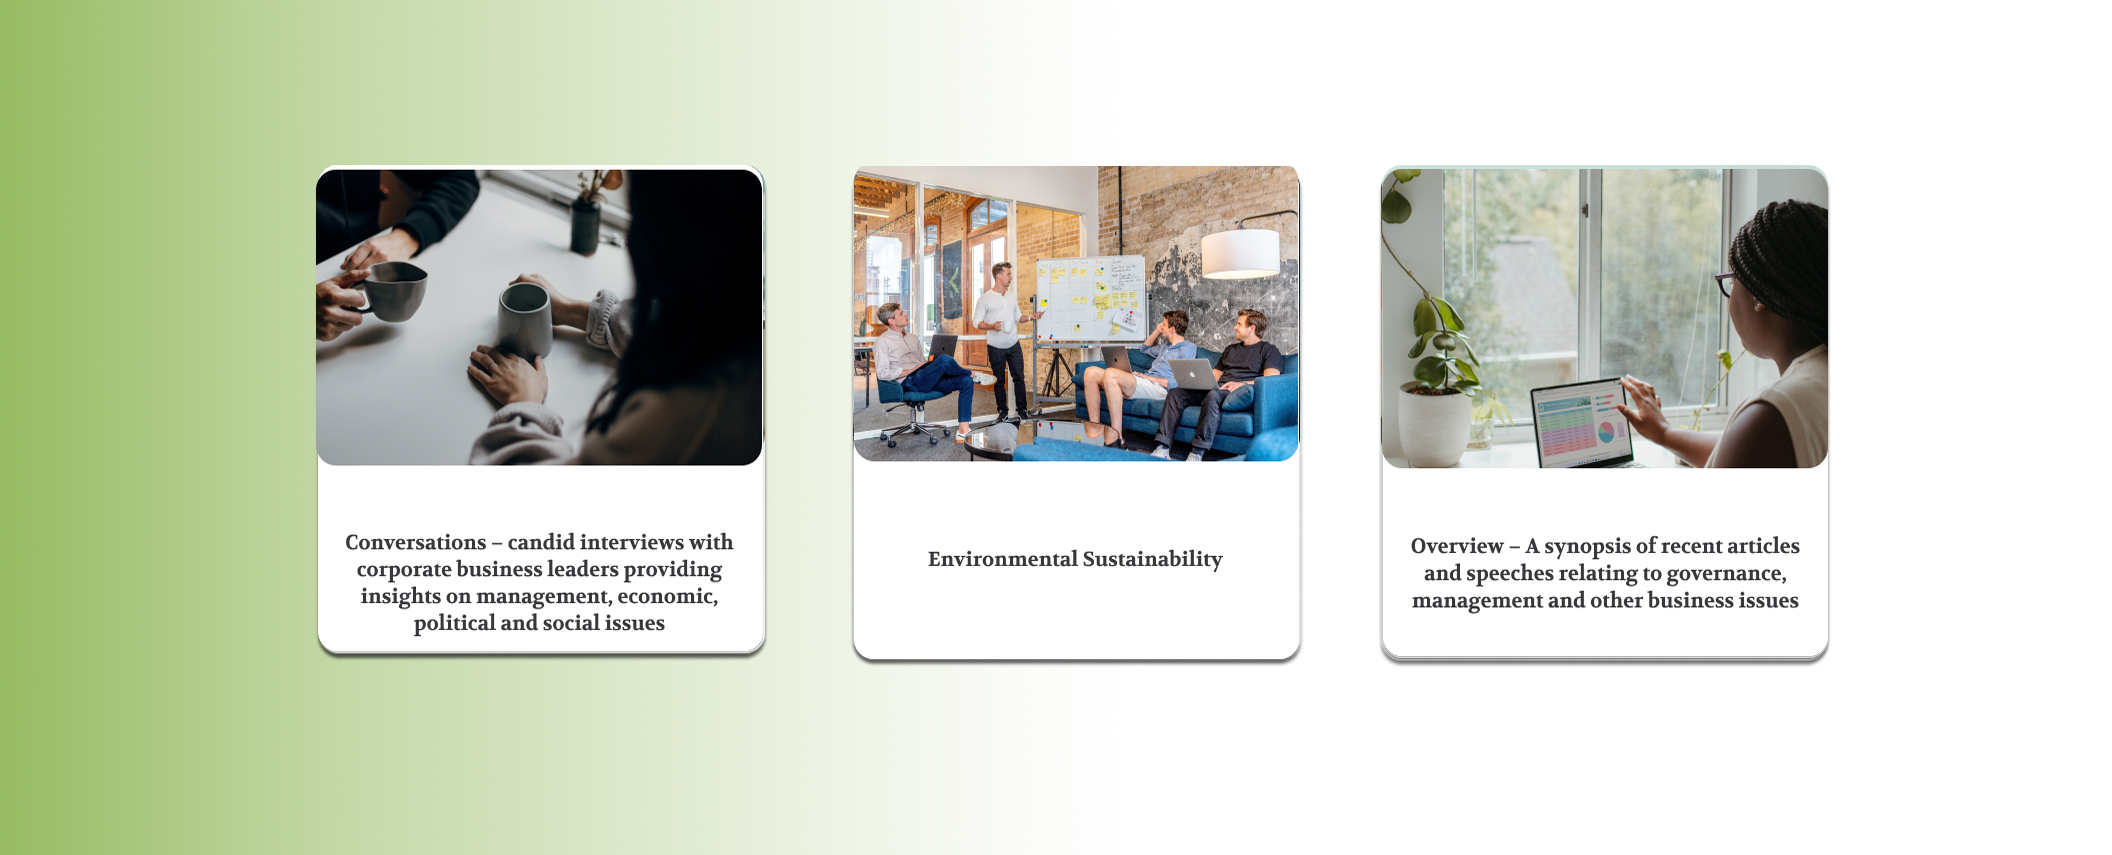 Conversations – candid interviews with
corporate business leaders providing
insights on management, economic,
political and social issues
Environmental Sustainability
Overview – A synopsis of recent articles
and speeches relating to governance,
management and other business issues